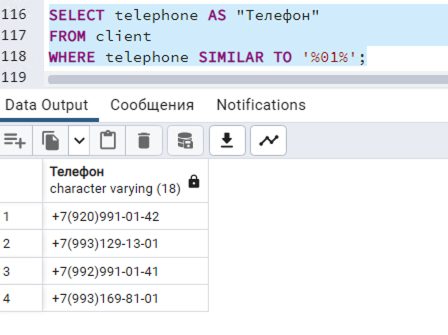 116 SELECT telephone AS "Телефон"
117 FROM client
118 WHERE telephone SIMILAR TO '%01%';
119
Data Output Сообщения Notifications
Телефон
character varying (18)
1 +7(920)991-01-42
2 +7(993)129-13-01
3 +7(992)991-01-41
4 +7(993)169-81-01